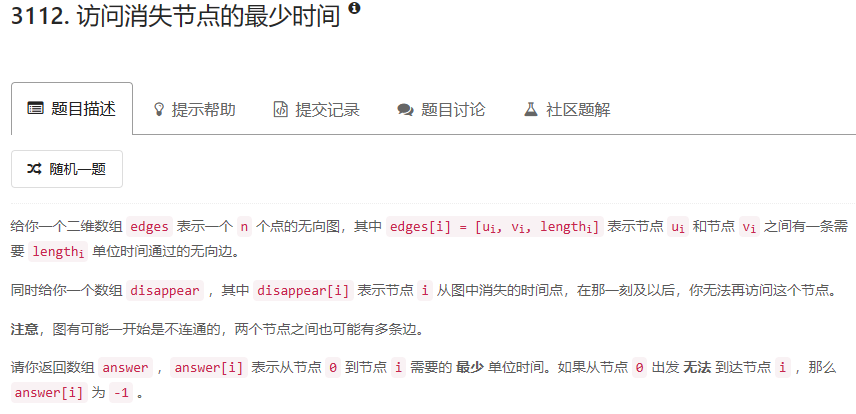 3112. 访问消失节点的最少时间
题目描述 提示帮助 提交记录 题目讨论 社区题解
随机一题
给你一个二维数组 edges 表示一个 n 个点的无向图，其中 edges[i] = [uᵢ, vᵢ, lengthᵢ] 表示节点 uᵢ 和节点 vᵢ 之间有一条需
要 lengthᵢ 单位时间通过的无向边。
同时给你一个数组 disappear ，其中 disappear[i] 表示节点 i 从图中消失的时间点，在那一刻及以后，你无法再访问这个节点。
注意，图有可能一开始是不连通的，两个节点之间也可能有多条边。
请你返回数组 answer ，answer[i] 表示从节点 0 到节点 i 需要的 最少 单位时间。如果从节点 0 出发 无法 到达节点 i ，那么
answer[i] 为 -1 。